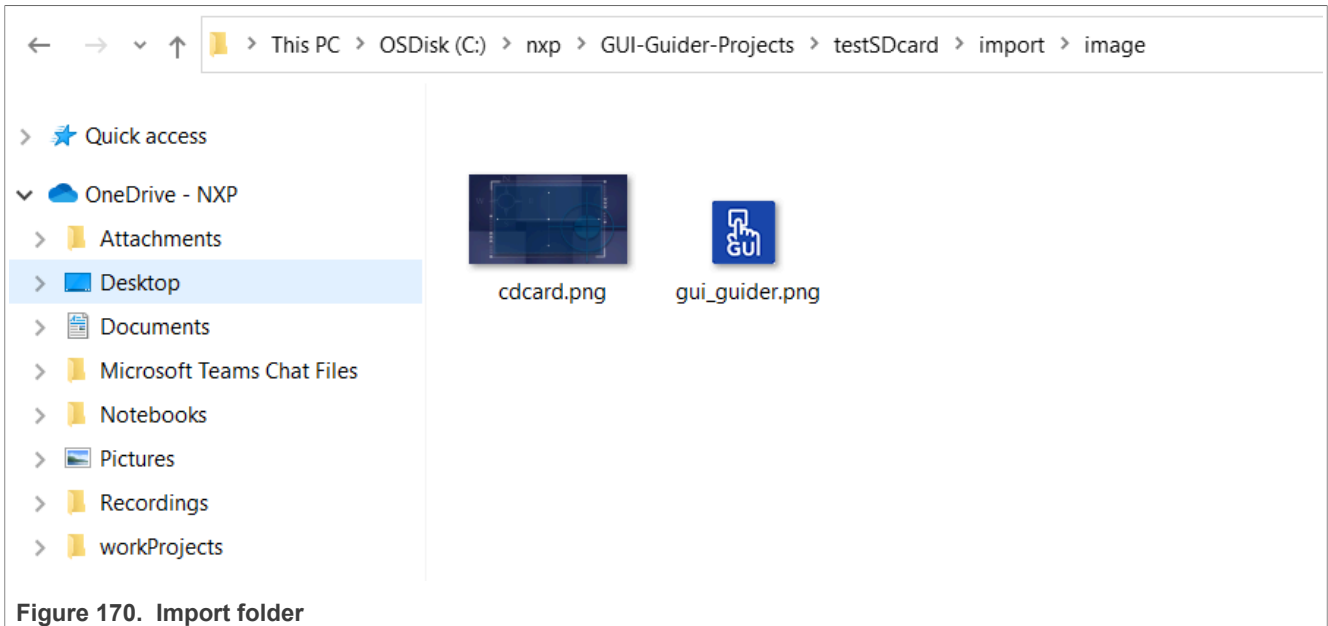 This PC > OSDisk (C:) > nxp > GUI-Guider-Projects > testSDcard > import > image
Quick access
OneDrive - NXP
Attachments
Desktop
Documents
Microsoft Teams Chat Files
Notebooks
Pictures
Recordings
workProjects
GUI
cdcard.png gui_guider.png
Figure 170. Import folder